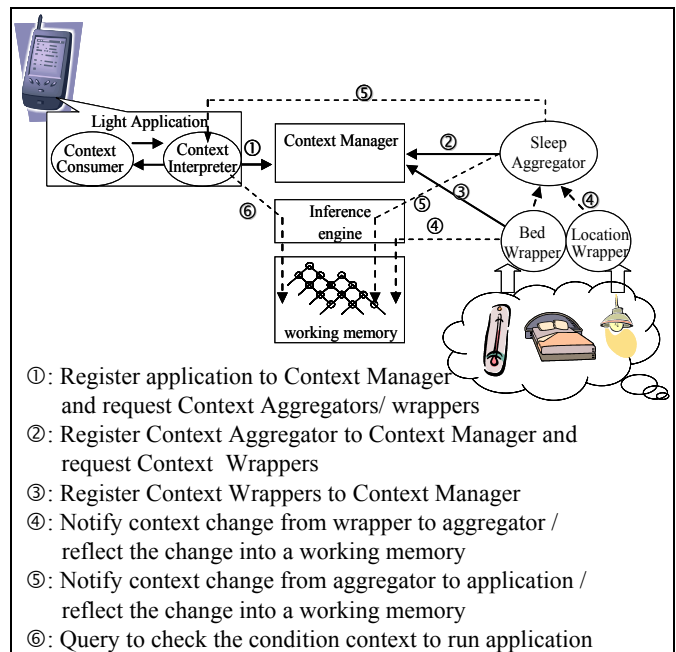 ⑤
Light Application
Context Consumer
Context Interpreter
①
Context Manager
②
Sleep Aggregator
③
⑥
Inference engine
⑤
④
④
Bed Wrapper
Location Wrapper
working memory
①: Register application to Context Manager
and request Context Aggregators/ wrappers
②: Register Context Aggregator to Context Manager and
request Context Wrappers
③: Register Context Wrappers to Context Manager
④: Notify context change from wrapper to aggregator /
reflect the change into a working memory
⑤: Notify context change from aggregator to application /
reflect the change into a working memory
⑥: Query to check the condition context to run application